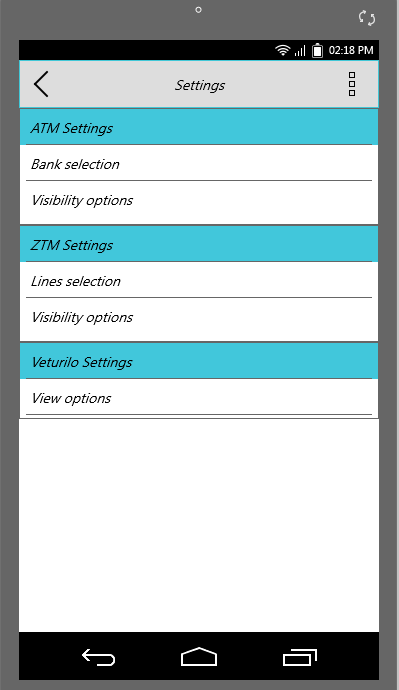 02:18 PM
Settings
ATM Settings
Bank selection
Visibility options
ZTM Settings
Lines selection
Visibility options
Veturilo Settings
View options